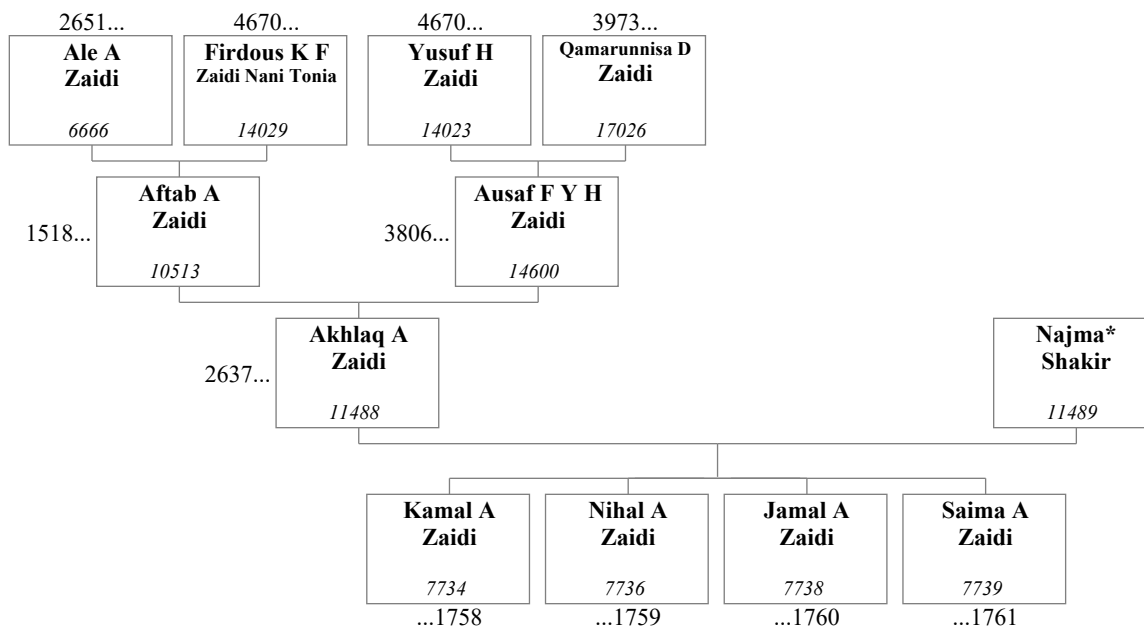 2651... 4670... 4670... 3973...
Ale A
Zaidi
6666
Firdous K F
Zaidi Nani Tonia
14029
Yusuf H
Zaidi
14023
Qamarunnisa D
Zaidi
17026
1518...
Aftab A
Zaidi
10513
3806...
Ausaf F Y H
Zaidi
14600
2637...
Akhlaq A
Zaidi
11488
Najma*
Shakir
11489
Kamal A
Zaidi
7734
...1758
Nihal A
Zaidi
7736
...1759
Jamal A
Zaidi
7738
...1760
Saima A
Zaidi
7739
...1761